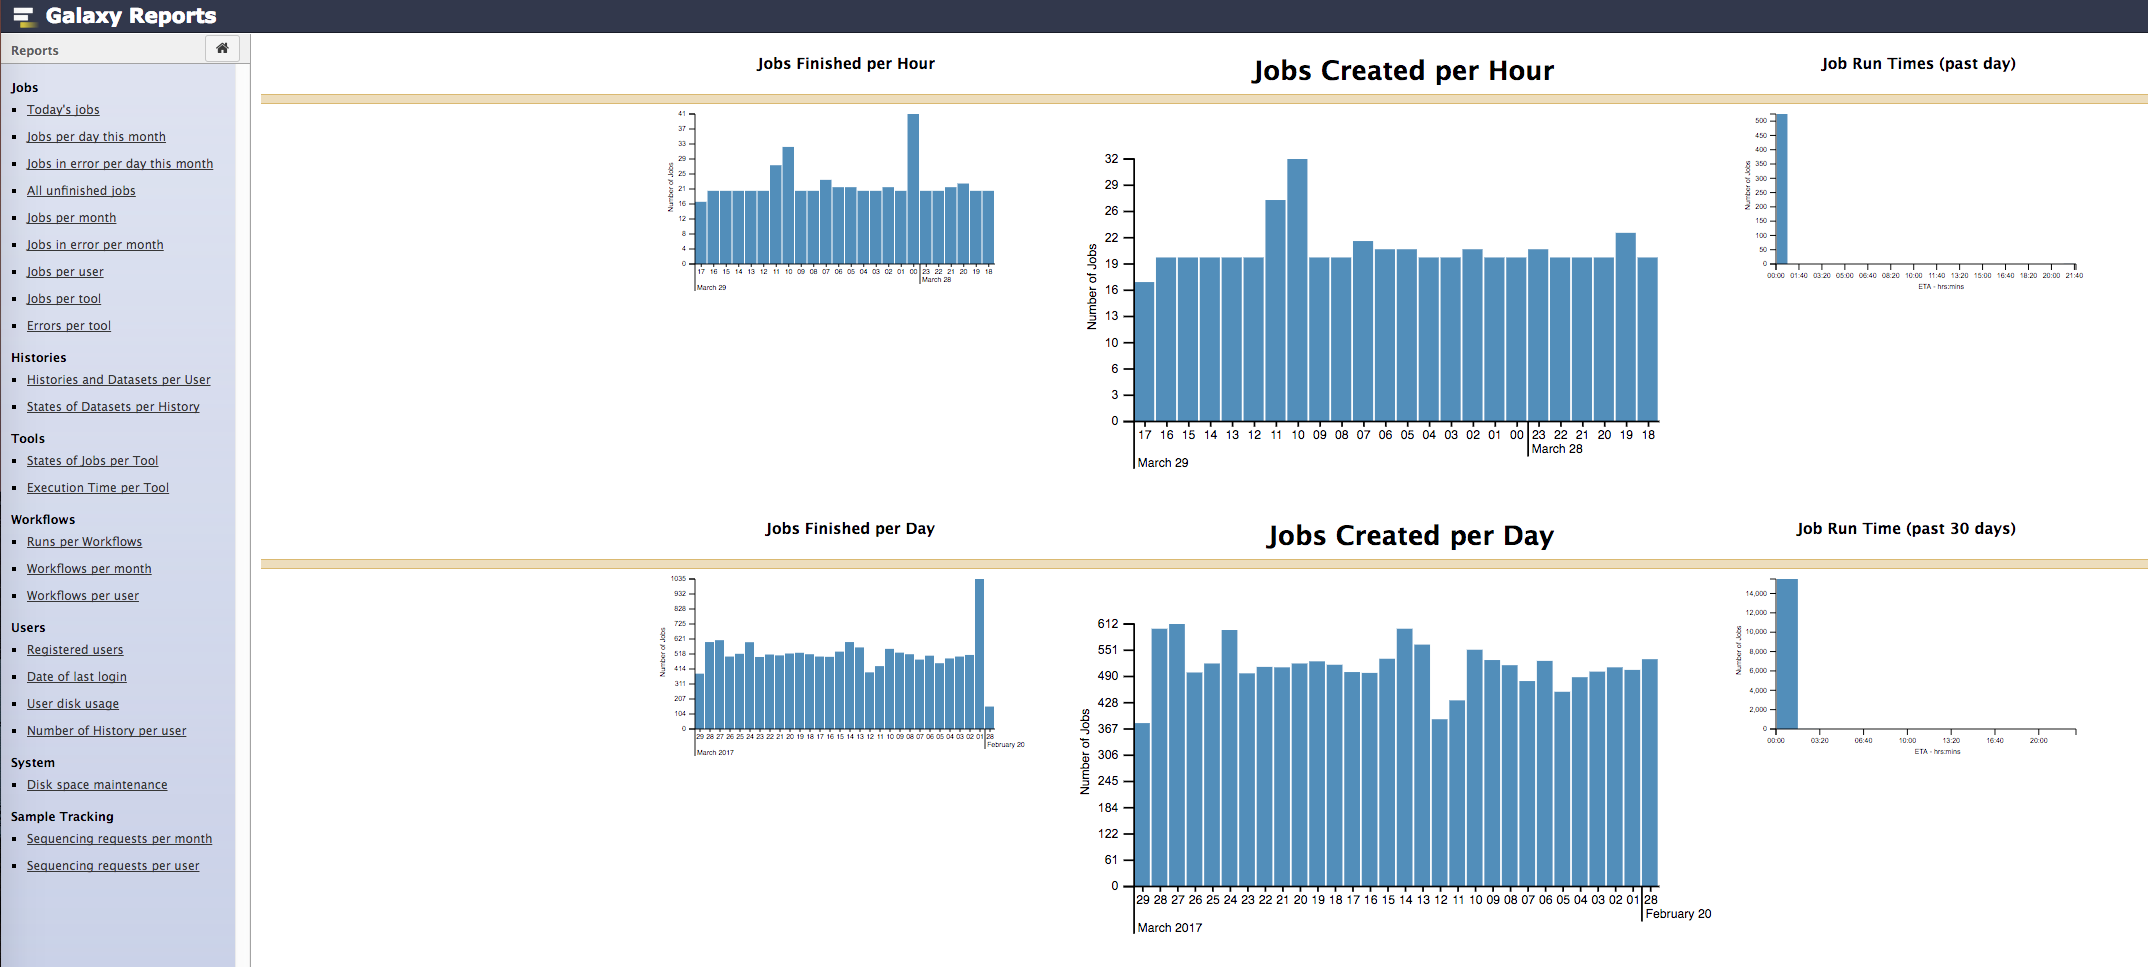 Galaxy Reports
Reports
Jobs
Today's jobs
Jobs per day this month
Jobs in error per day this month
All unfinished jobs
Jobs per month
Jobs in error per month
Jobs per user
Jobs per tool
Errors per tool
Histories
Histories and Datasets per User
States of Datasets per History
Tools
States of Jobs per Tool
Execution Time per Tool
Workflows
Runs per Workflows
Workflows per month
Workflows per user
Users
Registered users
Date of last login
User disk usage
Number of History per user
System
Disk space maintenance
Sample Tracking
Sequencing requests per month
Sequencing requests per user
Jobs Finished per Hour
Number of Jobs
41
37
33
29
25
21
16
12
8
4
0
17 16 15 14 13 12 11 10 09 08 07 06 05 04 03 02 01 00 23 22 21 20 19 18
March 28
March 29
Jobs Created per Hour
Number of Jobs
32
29
26
22
19
16
13
10
6
3
0
17 16 15 14 13 12 11 10 09 08 07 06 05 04 03 02 01 00 23 22 21 20 19 18
March 28
March 29
Job Run Times (past day)
Number of Jobs
500
450
400
350
300
250
200
150
100
50
0
00:00 01:40 03:20 05:00 06:40 08:20 10:00 11:40 13:20 15:00 16:40 18:20 20:00 21:40
ETA - hrs:mins
Jobs Finished per Day
Number of Jobs
1035
932
828
725
621
518
414
311
207
104
0
29 28 27 26 25 24 23 22 21 20 19 18 17 16 15 14 13 12 11 10 09 08 07 06 05 04 03 02 01 28
February 20
March 2017
Jobs Created per Day
Number of Jobs
612
551
490
428
367
306
245
184
122
61
0
29 28 27 26 25 24 23 22 21 20 19 18 17 16 15 14 13 12 11 10 09 08 07 06 05 04 03 02 01 28
February 20
March 2017
Job Run Time (past 30 days)
Number of Jobs
14,000
12,000
10,000
8,000
6,000
4,000
2,000
0
00:00 03:20 06:40 10:00 13:20 16:40 20:00
ETA - hrs:mins